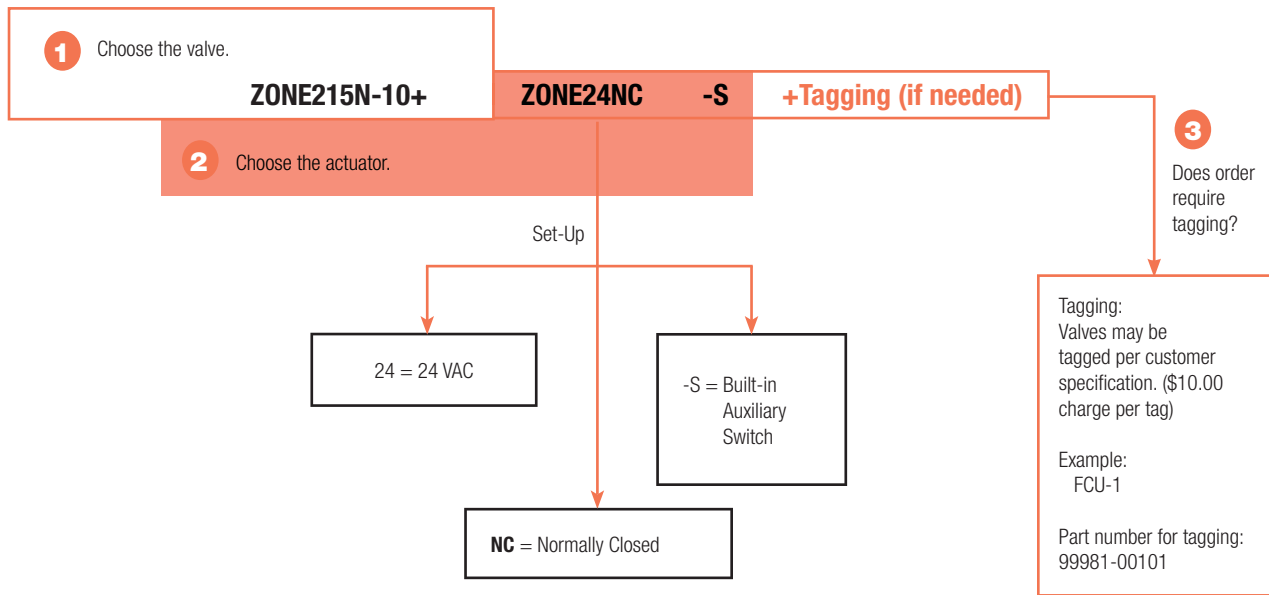 1 Choose the valve.
ZONE215N-10+ ZONE24NC -S +Tagging (if needed)
2 Choose the actuator.
3
Does order
require
tagging?
Set-Up
24 = 24 VAC
-S = Built-in
Auxiliary
Switch
NC = Normally Closed
Tagging:
Valves may be
tagged per customer
specification. ($10.00
charge per tag)
Example:
FCU-1
Part number for tagging:
99981-00101